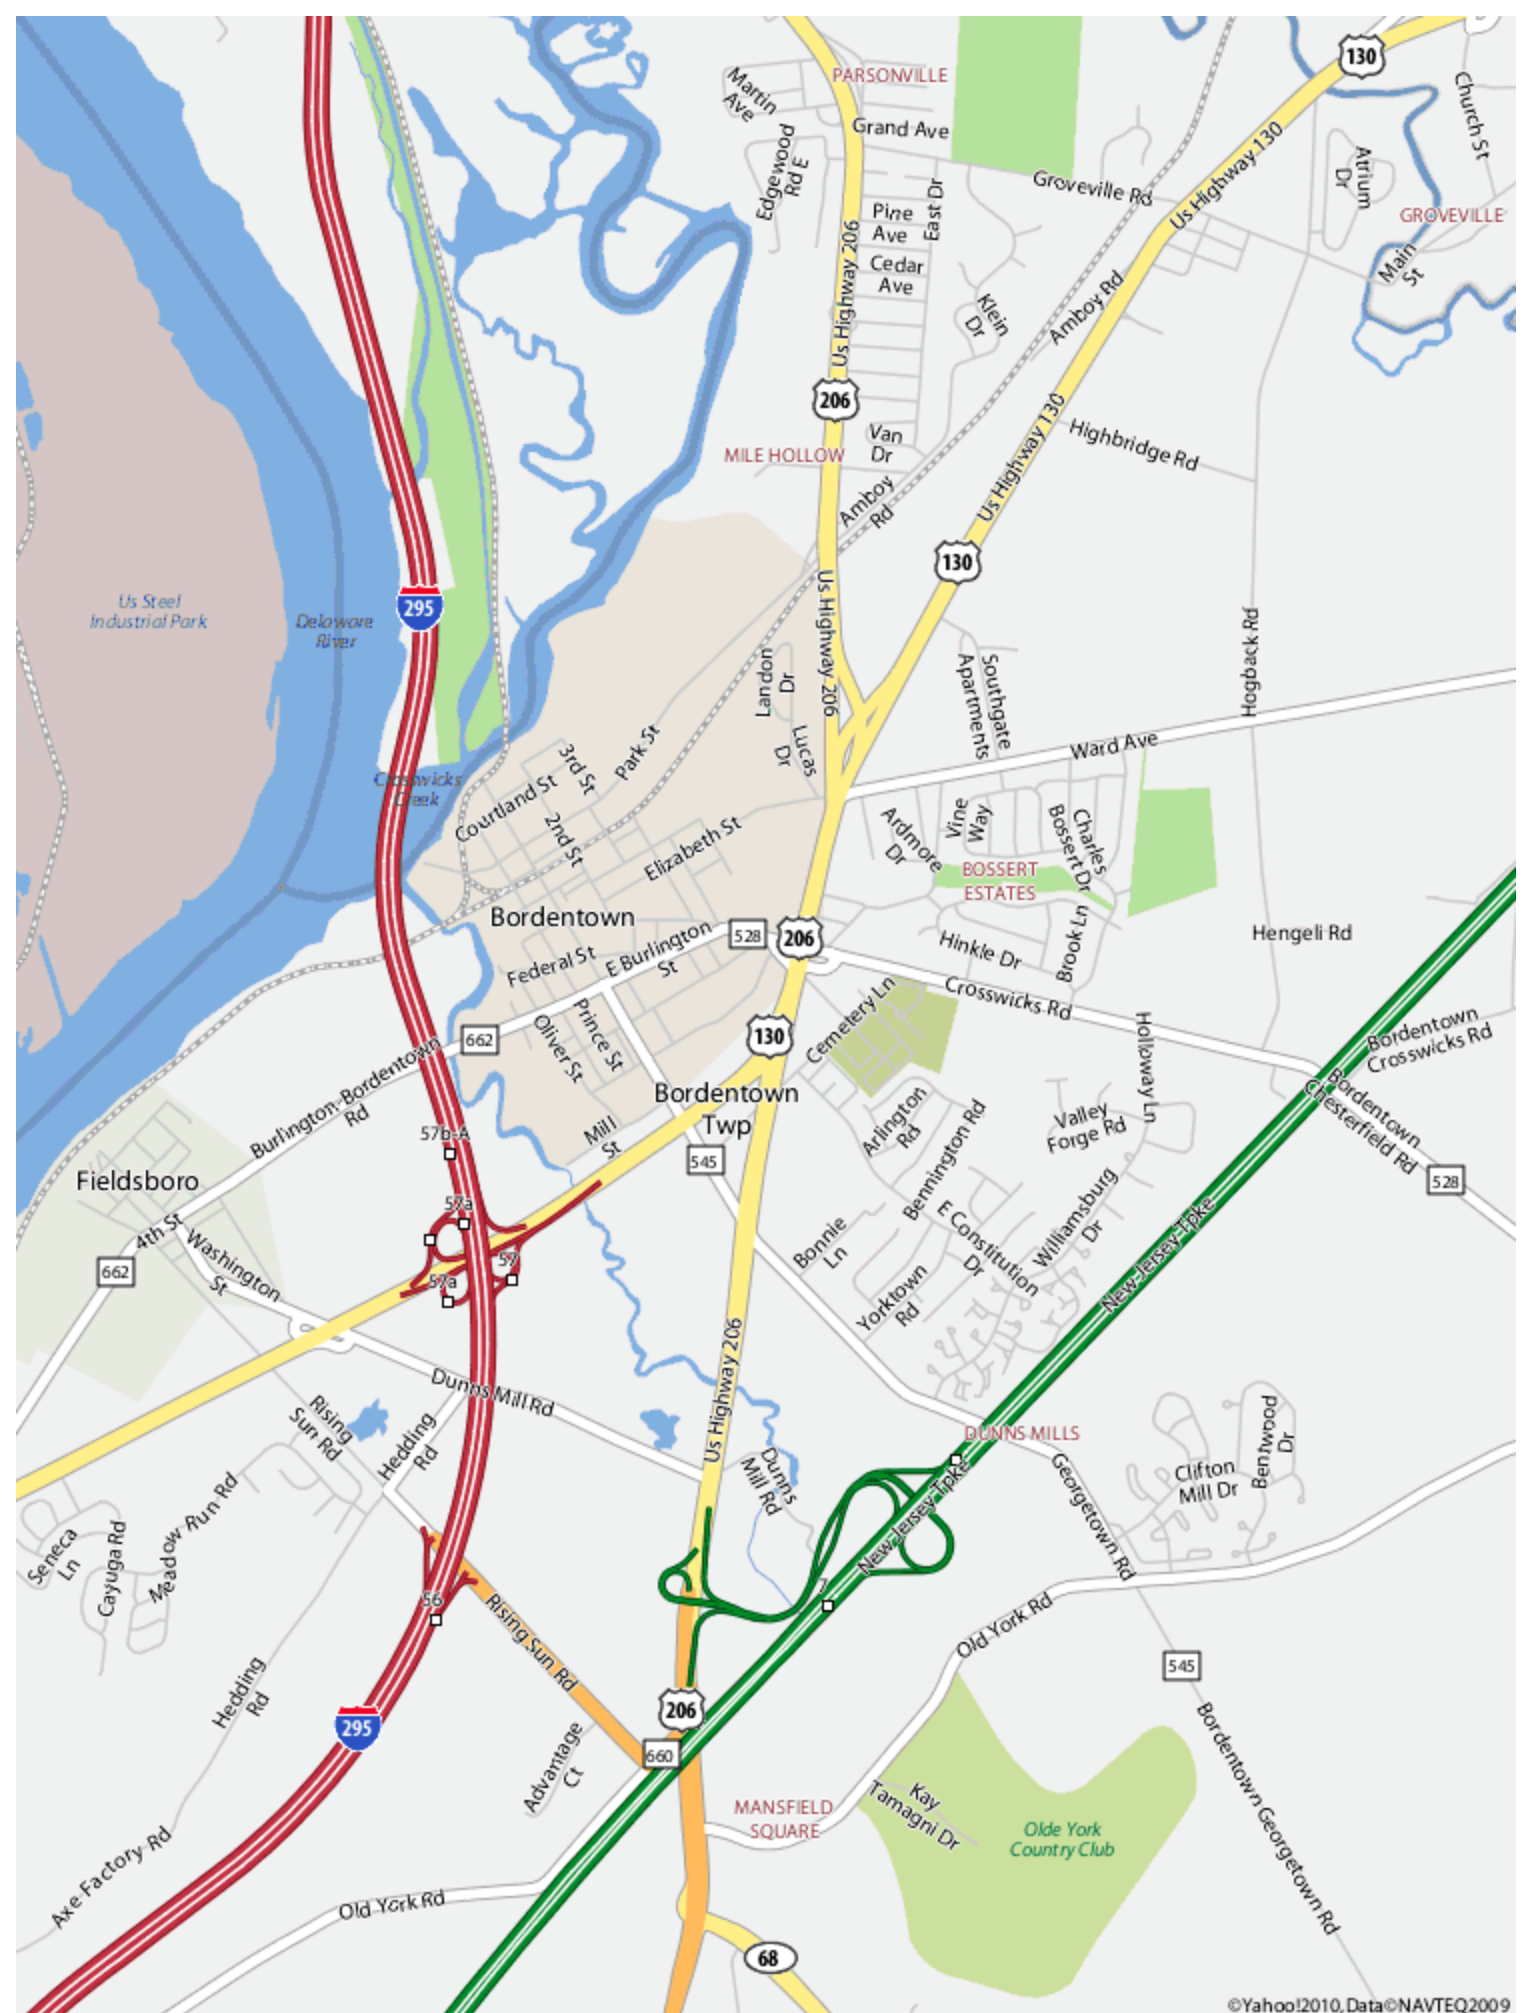 130
PARSONVILLE
Martin
Ave
Church St
Grand Ave
Us Highway 130
Edgewood
Rd E
Atrium
Dr
Groveville Rd
East Dr
Pine
Ave
GROVEVILLE
Us Highway 206
Cedar
Ave
Main
St
Klein
Dr
Amboy Rd
206
Us Highway 130
Van
Dr
Highbridge Rd
MILE HOLLOW
Amboy
Rd
130
Us Steel
Industrial Park
295
Delaware
River
Us Highway 206
Hogback Rd
Landon
Dr
Southgate
Apartments
Lucas
Dr
Park St
3rd St
Ward Ave
Crosswicks
Creek
Courtland St
2nd St
Elizabeth St
Ardmore
Dr
Vine
Way
Charles
Bossert Dr
BOSSERT
ESTATES
Bordentown
528
206
Hengeli Rd
E Burlington
St
Federal St
Hinkle Dr
Brook Ln
Crosswicks Rd
Cemetery Ln
Prince St
Oliver St
662
130
Holloway Ln
Bordentown
Crosswicks Rd
Burlington-Bordentown
Rd
Bordentown
Twp
Mill
St
Arlington
Rd
Valley
Forge Rd
Bordentown
Chesterfield Rd
57b-A
545
Bennington Rd
528
Fieldsboro
57a
4th St
Washington
St
662
57
57a
Bonnie
Ln
E Constitution
Dr
Williamsburg
Dr
New Jersey Tpke
Yorktown
Rd
Us Highway 206
Dunns Mill Rd
Rising
Sun Rd
Hedding
Rd
DUNNS MILLS
Dunns
Mill Rd
Georgetown Rd
Clifton
Mill Dr
Bentwood
Dr
New Jersey Tpke
Seneca
Ln
Cayuga Rd
Meadow Run Rd
56
7
Rising Sun Rd
Old York Rd
545
Hedding
Rd
206
295
660
Advantage
Ct
Bordentown Georgetown Rd
MANSFIELD
SQUARE
Kay
Tamagni Dr
Olde York
Country Club
Axe-Factory Rd
Old York Rd
68
©Yahoo!2010, Data©NAVTEQ2009